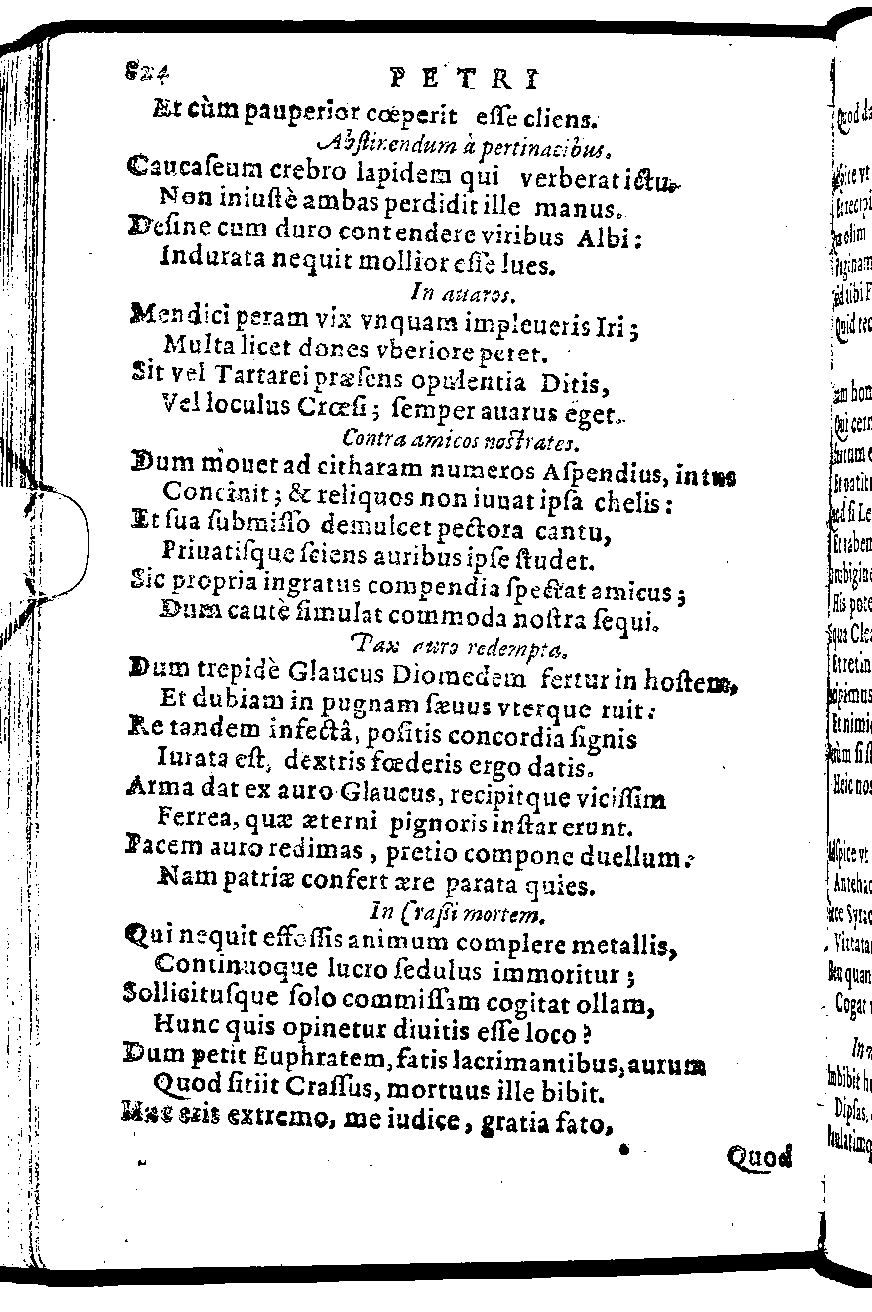 824 PETRI
Et cùm pauperior cœperit eſſe cliens.
Abſtinendum à pertinacibus.
Caucaſeum crebro lapidem qui verberat ictu,
Non iniuſtè ambas perdidit ille manus.
Deſine cum duro contendere viribus Albi:
Indurata nequit mollior eſſe lues.
In auaros.
Mendici peram vix vnquam impleueris Iri;
Multa licet dones vberiore petet.
Sit vel Tartarei præſens opulentia Ditis,
Vel loculus Crœſi; ſemper auarus eget.
Contra amicos noſtrates.
Dum mouet ad citharam numeros Aſpendius, intus
Concinit; & reliquos non iuuat ipſa chelis:
Et ſua ſubmiſſo demulcet pectora cantu,
Priuatiſque ſciens auribus ipſe ſtudet.
Sic propria ingratus compendia ſpectat amicus;
Dum cautè ſimulat commoda noſtra ſequi.
Pax auro redempta.
Dum trepidè Glaucus Diomedem fertur in hoſtem,
Et dubiam in pugnam ſæuus vterque ruit:
Re tandem infectâ, poſitis concordia ſignis
Iurata eſt, dextris fœderis ergo datis.
Arma dat ex auro Glaucus, recipitque viciſſim
Ferrea, quæ æterni pignoris inſtar erunt.
Pacem auro redimas, pretio compone duellum:
Nam patriæ confert ære parata quies.
In Craſſi mortem.
Qui nequit effoſſis animum complere metallis,
Continuoque lucro ſedulus immoritur;
Sollicituſque ſolo commiſſam cogitat ollam,
Hunc quis opinetur diuitis eſſe loco?
Dum petit Euphratem, fatis lacrimantibus, aurum
Quod ſitiit Craſſus, mortuus ille bibit.
Hæc erit extremo, me iudice, gratia fato,
Quod